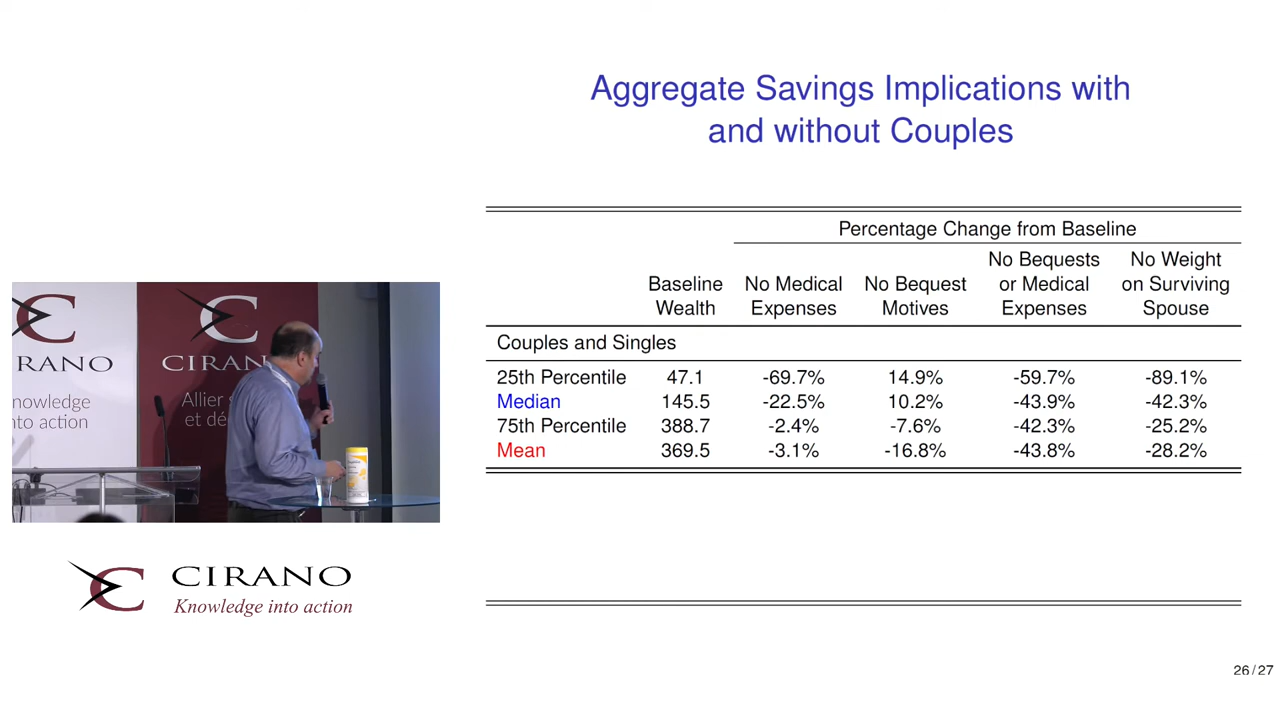 Aggregate Savings Implications with
and without Couples
Percentage Change from Baseline
Baseline Wealth
No Medical Expenses
No Bequest Motives
No Bequests or Medical Expenses
No Weight on Surviving Spouse
Couples and Singles
25th Percentile 47.1 -69.7% 14.9% -59.7% -89.1%
Median 145.5 -22.5% 10.2% -43.9% -42.3%
75th Percentile 388.7 -2.4% -7.6% -42.3% -25.2%
Mean 369.5 -3.1% -16.8% -43.8% -28.2%
26/27
RANO
nowledge
nto action
CIRAN
Allier
et dé
CIRANO
Knowledge into action